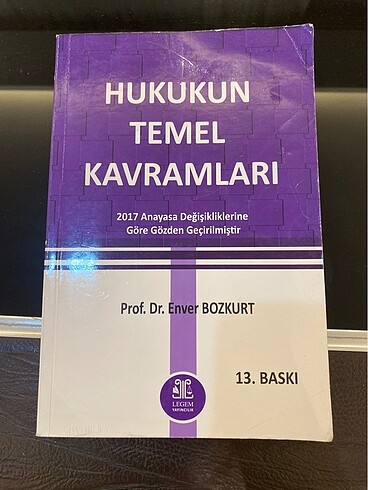 HUKUKUN
TEMEL
KAVRAMLARI
2017 Anayasa Değişikliklerine
Göre Gözden Geçirilmiştir
Prof. Dr. Enver BOZKURT
13. BASKI
LEGEM
YAYINCILIK